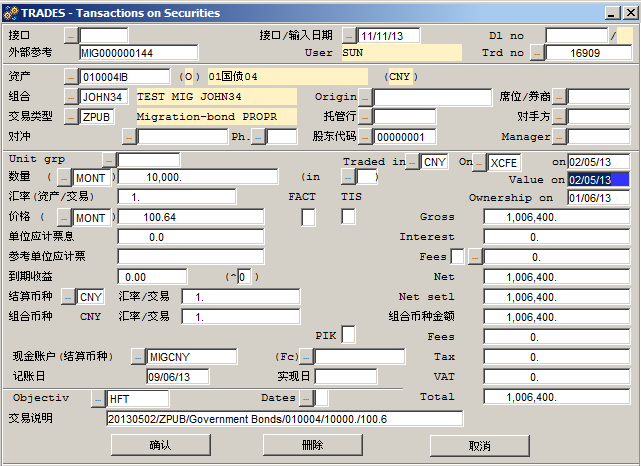 TRADES - Tansactions on Securities
接口 ... 接口/输入日期 ... 11/11/13 Dl no /
外部参考 MIG000000144 User SUN Trd no ... 16909
资产 ... 010004IB (O) 01国债04 (CNY)
组合 ... JOHN34 TEST MIG JOHN34 Origin ... 席位/券商 ...
交易类型 ... ZPUB Migration-bond PROPR 托管行 ... 对手方 ...
对冲 ... Ph. ... 股东代码 ... 00000001 Manager ...
Unit grp ... Traded in ... CNY On ... XCFE on 02/05/13
数量 ( ... MONT ) 10,000. (in ... ) Value on 02/05/13
汇率(资产/交易) 1. FACT TIS Ownership on 01/06/13
价格 ( ... MONT ) 100.64 Gross 1,006,400.
单位应计票息 0.0 Interest 0.
参考单位应计票 Fees ... 0.
到期收益 0.00 (^ 0 ) Net 1,006,400.
结算币种 ... CNY 汇率/交易 1. Net setl 1,006,400.
组合币种 CNY 汇率/交易 1. 组合币种金额 1,006,400.
PIK Fees 0.
现金账户(结算币种) ... MIGCNY (Fc) ... Tax 0.
记账日 09/06/13 实现日 VAT 0.
Objectiv ... HFT Dates ... Total 1,006,400.
交易说明 20130502/ZPUB/Government Bonds/010004/10000./100.6
确认 删除 取消